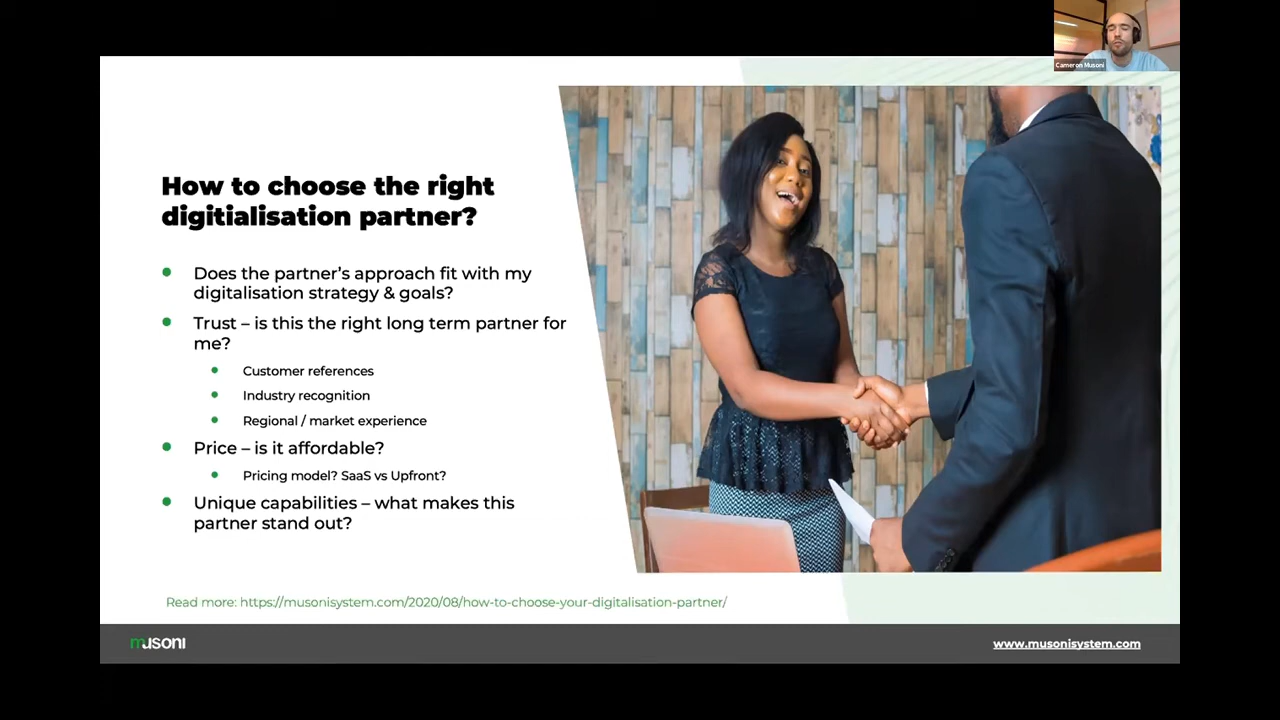 Cameron Musoni
How to choose the right
digitialisation partner?
Does the partner's approach fit with my
digitalisation strategy & goals?
Trust – is this the right long term partner for
me?
Customer references
Industry recognition
Regional / market experience
Price – is it affordable?
Pricing model? SaaS vs Upfront?
Unique capabilities – what makes this
partner stand out?
Read more: https://musonisystem.com/2020/08/how-to-choose-your-digitalisation-partner/
musoni
www.musonisystem.com